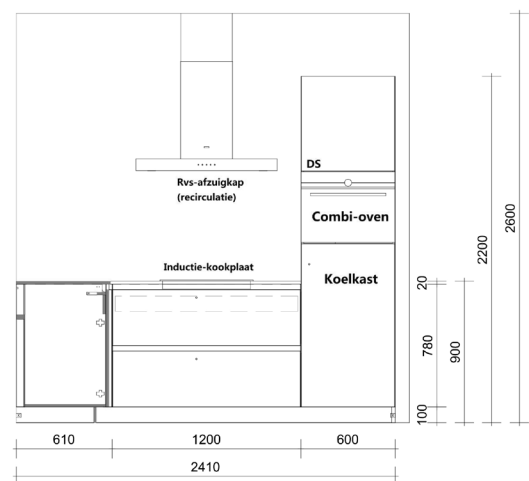 DS
Rvs-afzuigkap
(recirculatie)
Combi-oven
Inductie-kookplaat
Koelkast
2600
2200
20
780
900
100
610
1200
600
2410